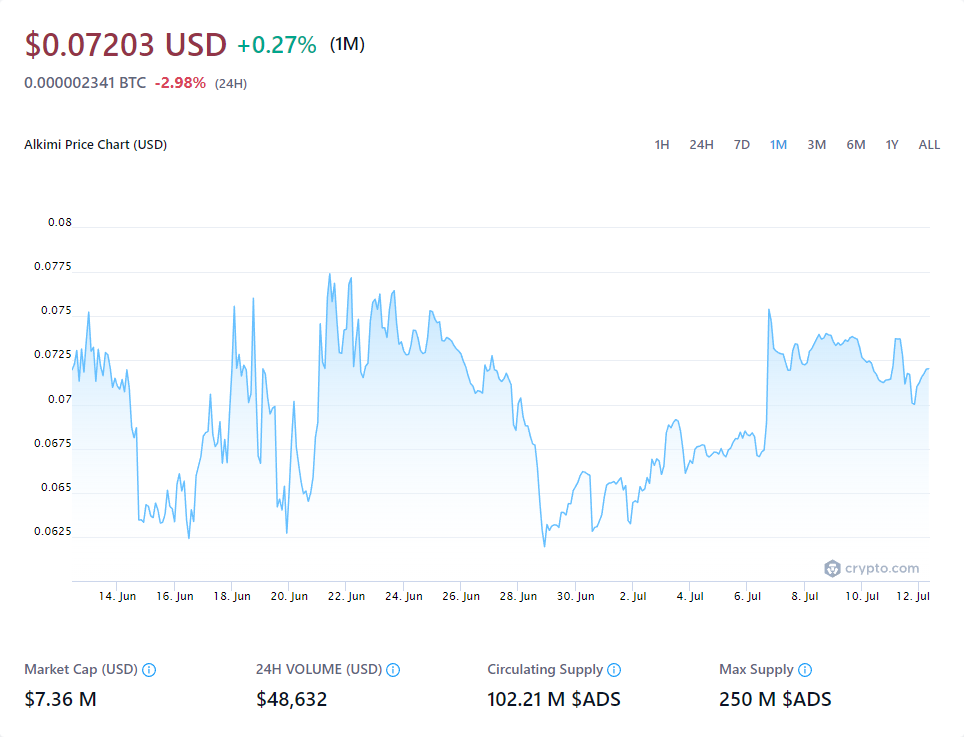 $0.07203 USD +0.27% (1M)
0.000002341 BTC -2.98% (24H)
Alkimi Price Chart (USD) 1H 24H 7D 1M 3M 6M 1Y ALL
0.08
0.0775
0.075
0.0725
0.07
0.0675
0.065
0.0625
crypto.com
14. Jun 16. Jun 18. Jun 20. Jun 22. Jun 24. Jun 26. Jun 28. Jun 30. Jun 2. Jul 4. Jul 6. Jul 8. Jul 10. Jul 12. Jul
Market Cap (USD) 24H VOLUME (USD) Circulating Supply Max Supply
$7.36 M $48,632 102.21 M $ADS 250 M $ADS